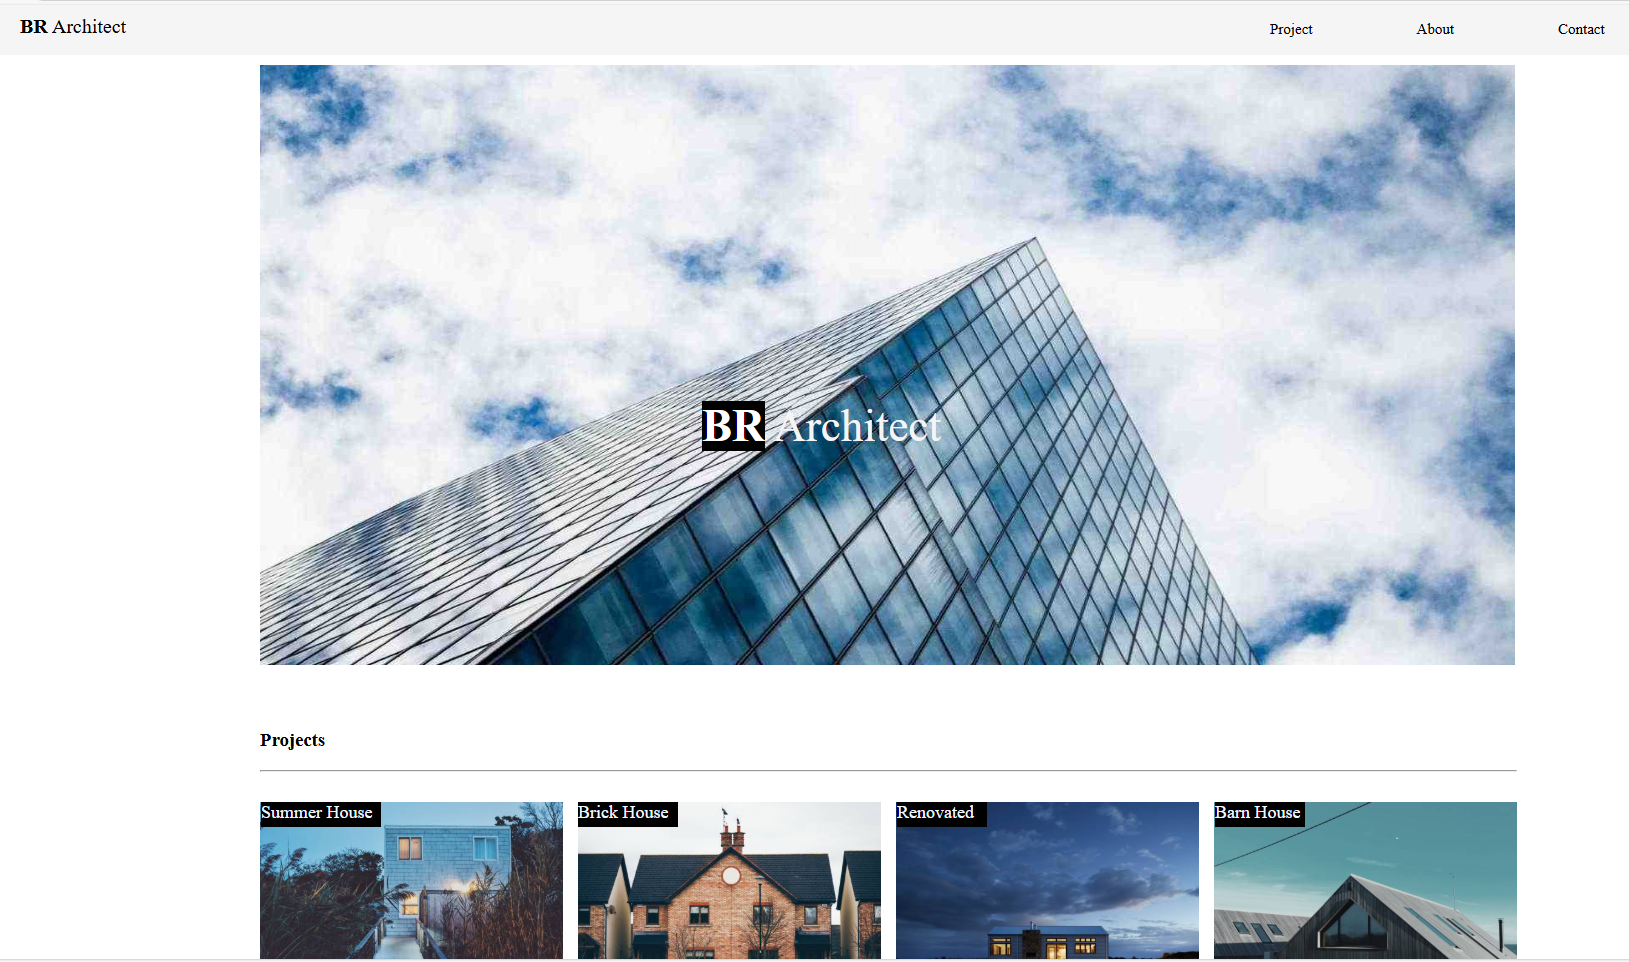 BR Architect
Project About Contact
BR Architect
Projects
Summer House
Brick House
Renovated
Barn House